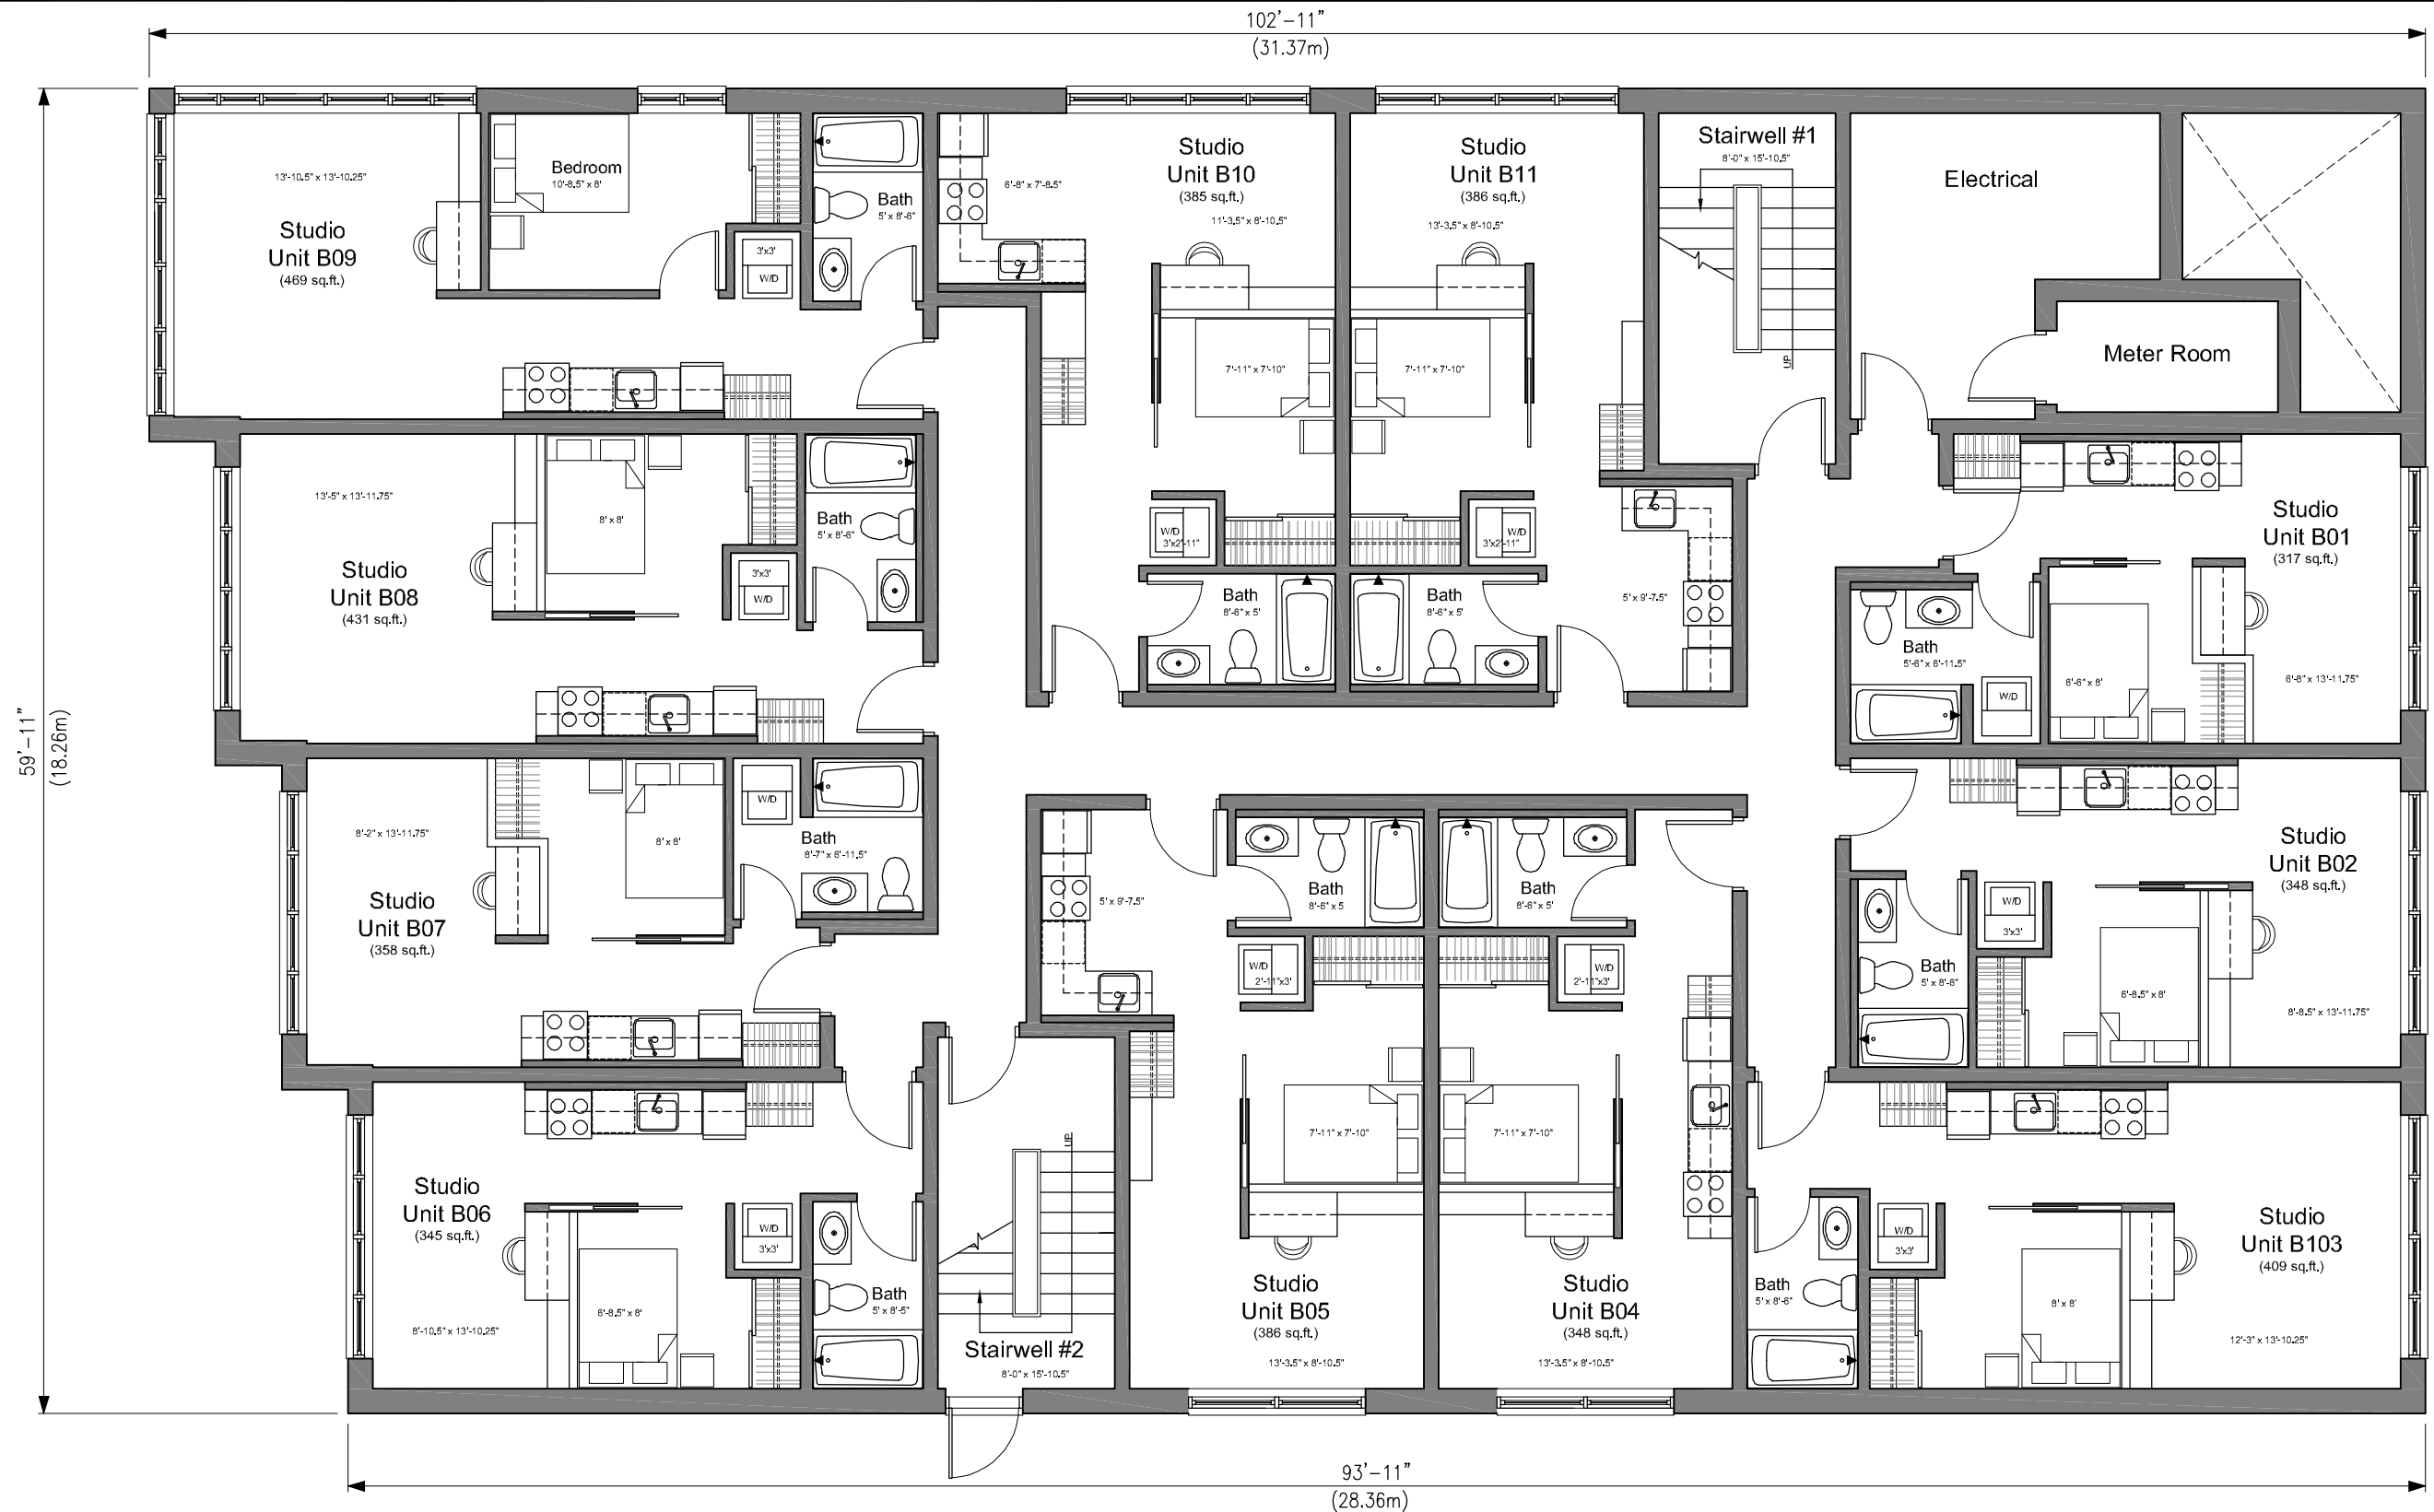 102'-11"
(31.37m)
59'-11"
(18.26m)
13'-10.5" x 13'-10.25"
Studio
Unit B09
(469 sq.ft.)
Bedroom
10'-8.5" x 8'
3'x3'
W/D
Bath
5' x 8'-6"
6'-8" x 7'-8.5"
Studio
Unit B10
(385 sq.ft.)
11'-3.5" x 8'-10.5"
7'-11" x 7'-10"
W/D
3'x2'-11"
Bath
8'-6" x 5'
Studio
Unit B11
(386 sq.ft.)
13'-3.5" x 8'-10.5"
7'-11" x 7'-10"
W/D
3'x2'-11"
Bath
8'-6" x 5'
5' x 9'-7.5"
Stairwell #1
8'-0" x 15'-10.5"
UP
Electrical
Meter Room
13'-5" x 13'-11.75"
Studio
Unit B08
(431 sq.ft.)
8' x 8'
3'x3'
W/D
Bath
5' x 8'-6"
Studio
Unit B01
(317 sq.ft.)
6'-8" x 13'-11.75"
6'-6" x 8'
Bath
5'-6" x 6'-11.5"
W/D
8'-2" x 13'-11.75"
Studio
Unit B07
(358 sq.ft.)
8' x 8'
W/D
Bath
8'-7" x 6'-11.5"
5' x 9'-7.5"
Bath
8'-6" x 5
W/D
2'-11"x3'
7'-11" x 7'-10"
Studio
Unit B05
(386 sq.ft.)
13'-3.5" x 8'-10.5"
Bath
8'-6" x 5'
W/D
2'-11"x3'
7'-11" x 7'-10"
Studio
Unit B04
(348 sq.ft.)
13'-3.5" x 8'-10.5"
Studio
Unit B02
(348 sq.ft.)
8'-8.5" x 13'-11.75"
6'-8.5" x 8'
W/D
3'x3'
Bath
5' x 8'-6"
Studio
Unit B06
(345 sq.ft.)
8'-10.5" x 13'-10.25"
6'-8.5" x 8'
W/D
3'x3'
Bath
5' x 8'-5"
UP
Stairwell #2
8'-0" x 15'-10.5"
Bath
5' x 8'-6"
W/D
3'x3'
8' x 8'
Studio
Unit B103
(409 sq.ft.)
12'-3" x 13'-10.25"
93'-11"
(28.36m)